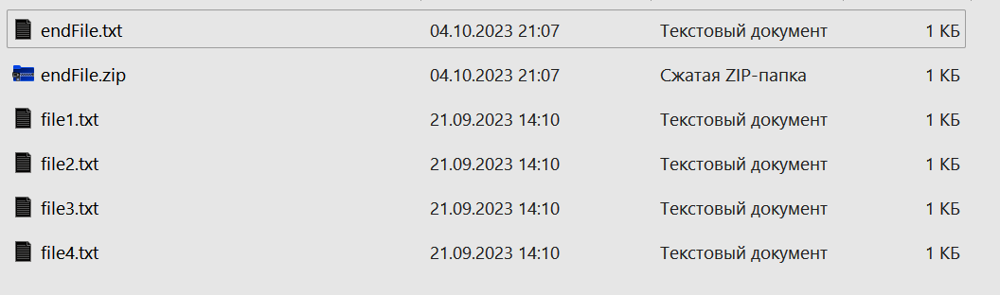 endFile.txt 04.10.2023 21:07 Текстовый документ 1 КБ
endFile.zip 04.10.2023 21:07 Сжатая ZIP-папка 1 КБ
file1.txt 21.09.2023 14:10 Текстовый документ 1 КБ
file2.txt 21.09.2023 14:10 Текстовый документ 1 КБ
file3.txt 21.09.2023 14:10 Текстовый документ 1 КБ
file4.txt 21.09.2023 14:10 Текстовый документ 1 КБ